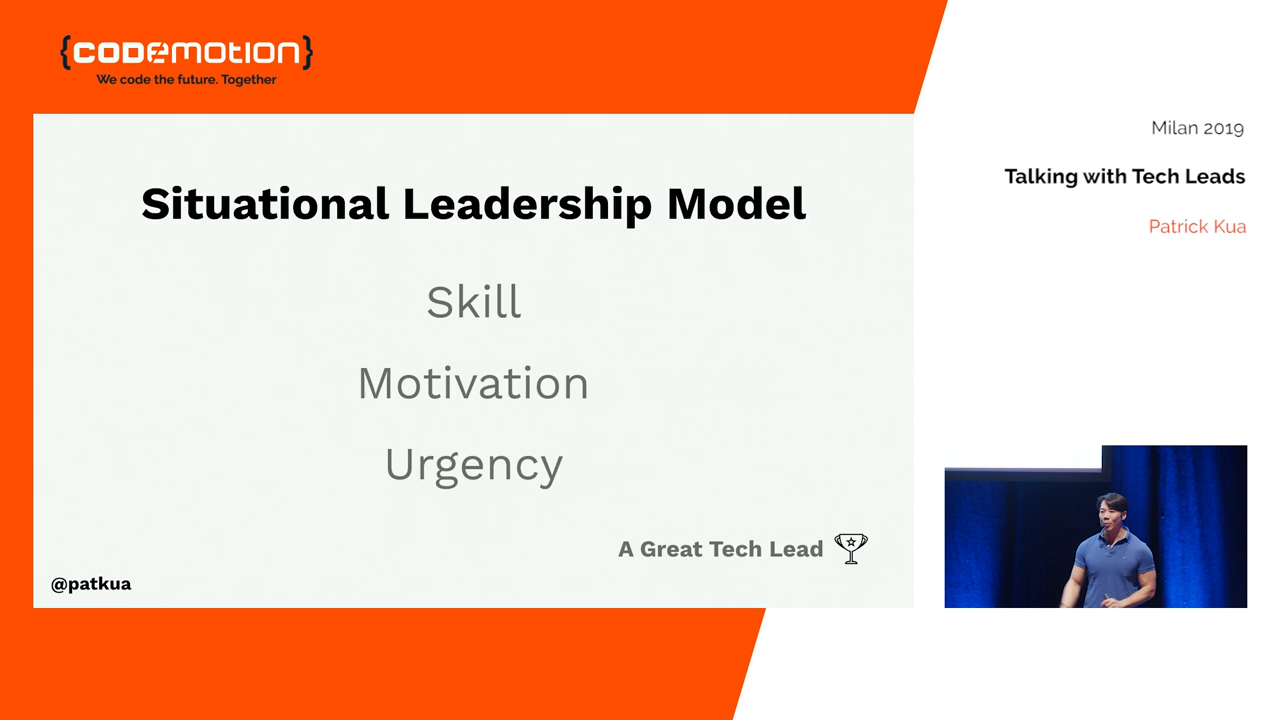 {CODEMOTION}
We code the future. Together
Milan 2019
Talking with Tech Leads
Patrick Kua
Situational Leadership Model
Skill
Motivation
Urgency
A Great Tech Lead
@patkua